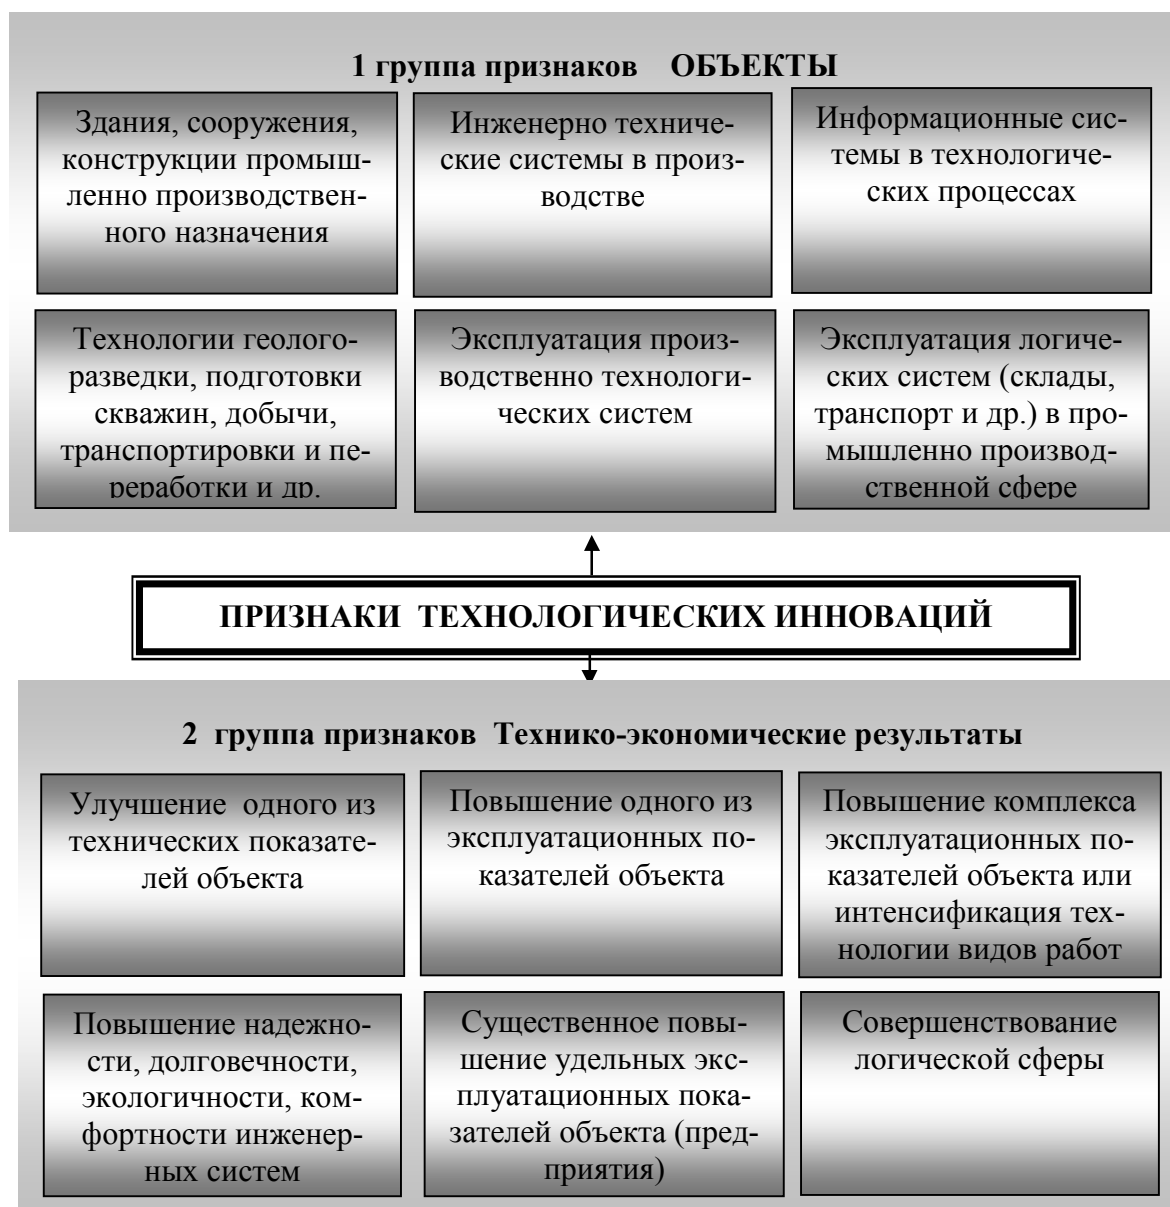 1 группа признаков ОБЪЕКТЫ
Здания, сооружения,
конструкции промыш-
ленно производствен-
ного назначения
Инженерно техниче-
ские системы в произ-
водстве
Информационные сис-
темы в технологиче-
ских процессах
Технологии геолого-
разведки, подготовки
скважин, добычи,
транспортировки и пе-
реработки и др.
Эксплуатация произ-
водственно технологи-
ческих систем
Эксплуатация логиче-
ских систем (склады,
транспорт и др.) в про-
мышленно производ-
ственной сфере
ПРИЗНАКИ ТЕХНОЛОГИЧЕСКИХ ИННОВАЦИЙ
2 группа признаков Технико-экономические результаты
Улучшение одного из
технических показате-
лей объекта
Повышение одного из
эксплуатационных по-
казателей объекта
Повышение комплекса
эксплуатационных по-
казателей объекта или
интенсификация тех-
нологии видов работ
Повышение надежно-
сти, долговечности,
экологичности, ком-
фортности инженер-
ных систем
Существенное повы-
шение удельных экс-
плуатационных пока-
зателей объекта (пред-
приятия)
Совершенствование
логической сферы